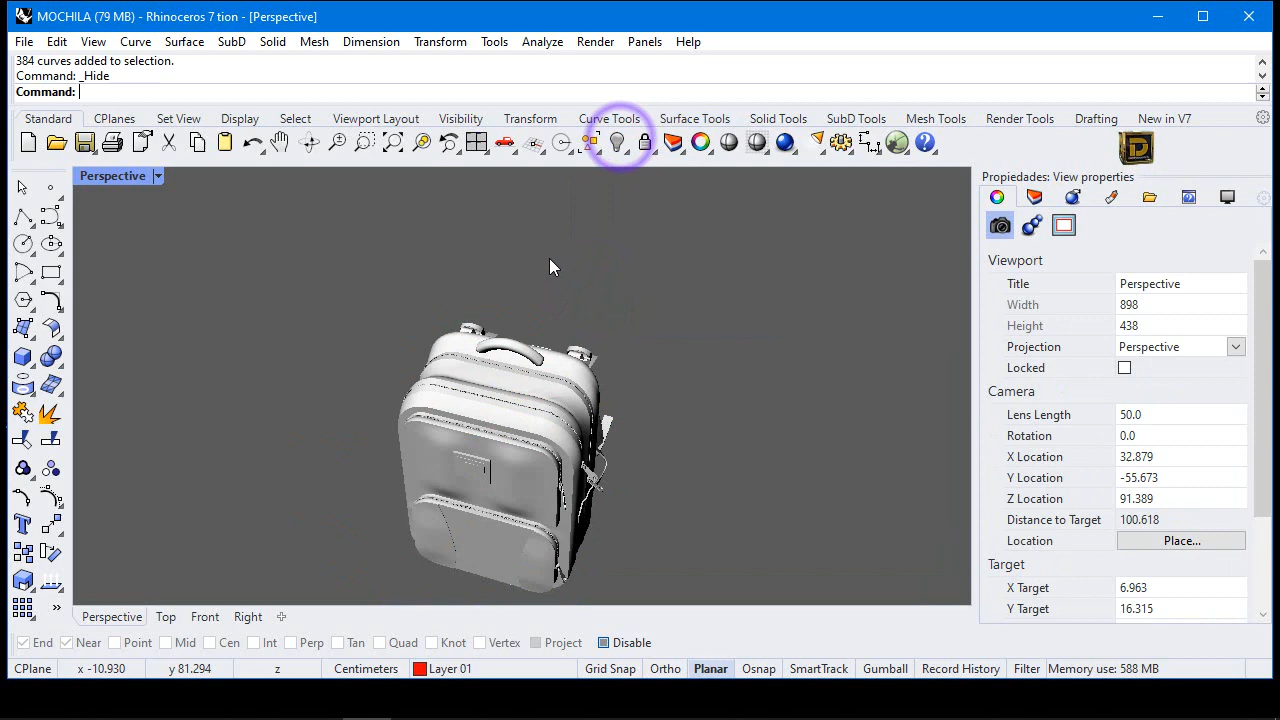 MOCHILA (79 MB) - Rhinoceros 7 tion - [Perspective]
File Edit View Curve Surface SubD Solid Mesh Dimension Transform Tools Analyze Render Panels Help
384 curves added to selection.
Command: _Hide
Command:
Standard CPlanes Set View Display Select Viewport Layout Visibility Transform Curve Tools Surface Tools Solid Tools SubD Tools Mesh Tools Render Tools Drafting New in V7
Perspective
Propiedades: View properties
Viewport
Title Perspective
Width 898
Height 438
Projection Perspective
Locked
Camera
Lens Length 50.0
Rotation 0.0
X Location 32.879
Y Location -55.673
Z Location 91.389
Distance to Target 100.618
Location Place...
Target
X Target 6.963
Y Target 16.315
Perspective Top Front Right
End Near Point Mid Cen Int Perp Tan Quad Knot Vertex Project Disable
CPlane x -10.930 y 81.294 z Centimeters Layer 01 Grid Snap Ortho Planar Osnap SmartTrack Gumball Record History Filter Memory use: 588 MB